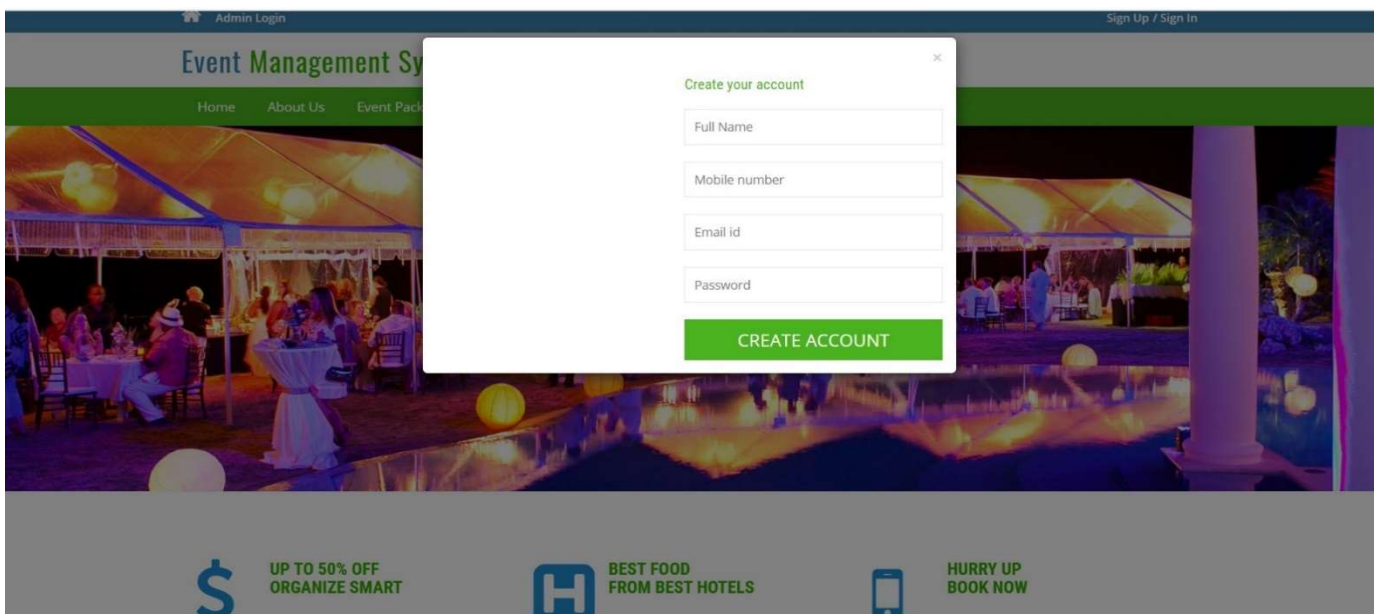 Admin Login
Sign Up / Sign In
Event Management Sy
Home About Us Event Pack
×
Create your account
Full Name
Mobile number
Email id
Password
CREATE ACCOUNT
UP TO 50% OFF
ORGANIZE SMART
H
BEST FOOD
FROM BEST HOTELS
HURRY UP
BOOK NOW